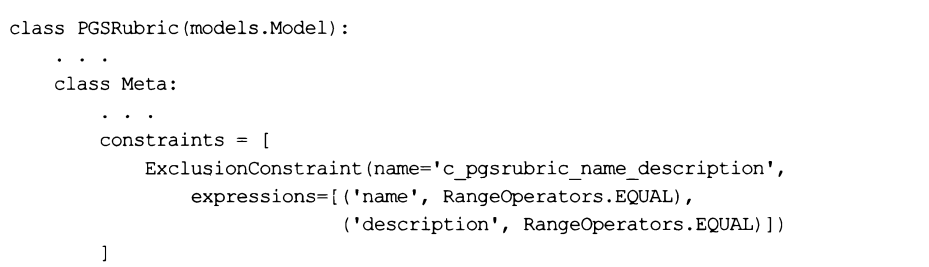 class PGSRubric(models.Model):
    . . .
    class Meta:
        . . .
        constraints = [
            ExclusionConstraint(name='c_pgsrubric_name_description',
                expressions=[('name', RangeOperators.EQUAL),
                             ('description', RangeOperators.EQUAL)])
        ]